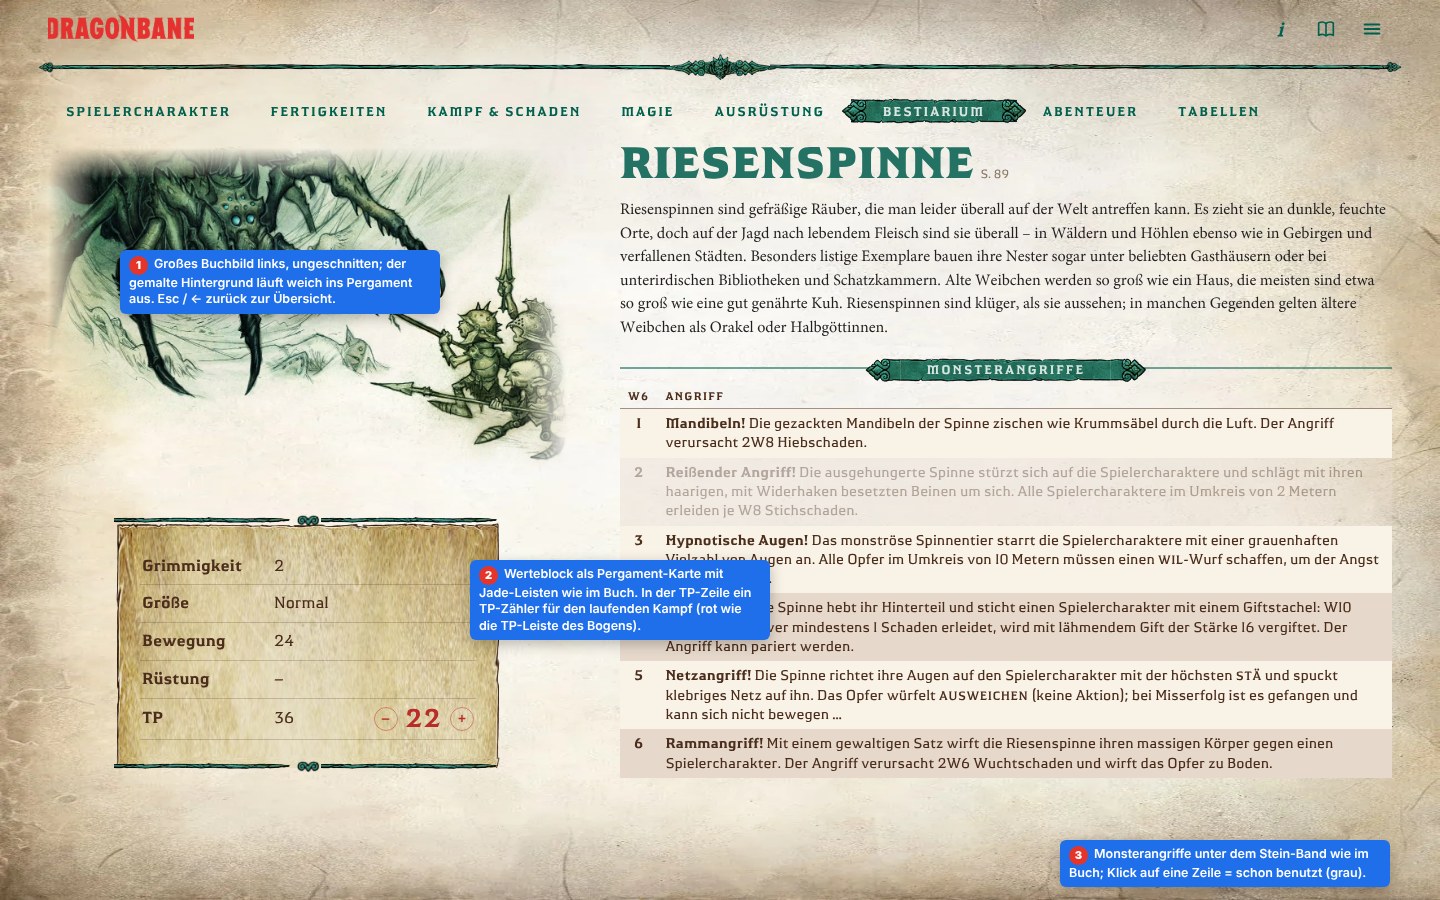 DRAGONBANE
i
SPIELERCHARAKTER FERTIGKEITEN KAMPF & SCHADEN MAGIE AUSRÜSTUNG BESTIARIUM ABENTEUER TABELLEN
1 Großes Buchbild links, ungeschnitten; der
gemalte Hintergrund läuft weich ins Pergament
aus. Esc / ← zurück zur Übersicht.
RIESENSPINNE S. 89
Riesenspinnen sind gefräßige Räuber, die man leider überall auf der Welt antreffen kann. Es zieht sie an dunkle, feuchte
Orte, doch auf der Jagd nach lebendem Fleisch sind sie überall – in Wäldern und Höhlen ebenso wie in Gebirgen und
verfallenen Städten. Besonders listige Exemplare bauen ihre Nester sogar unter beliebten Gasthäusern oder bei
unterirdischen Bibliotheken und Schatzkammern. Alte Weibchen werden so groß wie ein Haus, die meisten sind etwa
so groß wie eine gut genährte Kuh. Riesenspinnen sind klüger, als sie aussehen; in manchen Gegenden gelten ältere
Weibchen als Orakel oder Halbgöttinnen.
MONSTERANGRIFFE
W6 ANGRIFF
1 Mandibeln! Die gezackten Mandibeln der Spinne zischen wie Krummsäbel durch die Luft. Der Angriff
verursacht 2W8 Hiebschaden.
2 Reißender Angriff! Die ausgehungerte Spinne stürzt sich auf die Spielercharaktere und schlägt mit ihren
haarigen, mit Widerhaken besetzten Beinen um sich. Alle Spielercharaktere im Umkreis von 2 Metern
erleiden je W8 Stichschaden.
3 Hypnotische Augen! Das monströse Spinnentier starrt die Spielercharaktere mit einer grauenhaften
Vielzahl von Augen an. Alle Opfer im Umkreis von 10 Metern müssen einen WIL-Wurf schaffen, um der Angst
Spinne hebt ihr Hinterteil und sticht einen Spielercharakter mit einem Giftstachel: W10
mindestens 1 Schaden erleidet, wird mit lähmendem Gift der Stärke 16 vergiftet. Der
Angriff kann pariert werden.
5 Netzangriff! Die Spinne richtet ihre Augen auf den Spielercharakter mit der höchsten STÄ und spuckt
klebriges Netz auf ihn. Das Opfer würfelt AUSWEICHEN (keine Aktion); bei Misserfolg ist es gefangen und
kann sich nicht bewegen ...
6 Rammangriff! Mit einem gewaltigen Satz wirft die Riesenspinne ihren massigen Körper gegen einen
Spielercharakter. Der Angriff verursacht 2W6 Wuchtschaden und wirft das Opfer zu Boden.
Grimmigkeit 2
Größe Normal
Bewegung 24
Rüstung –
TP 36 – 22 +
2 Werteblock als Pergament-Karte mit
Jade-Leisten wie im Buch. In der TP-Zeile ein
TP-Zähler für den laufenden Kampf (rot wie
die TP-Leiste des Bogens).
3 Monsterangriffe unter dem Stein-Band wie im
Buch; Klick auf eine Zeile = schon benutzt (grau).